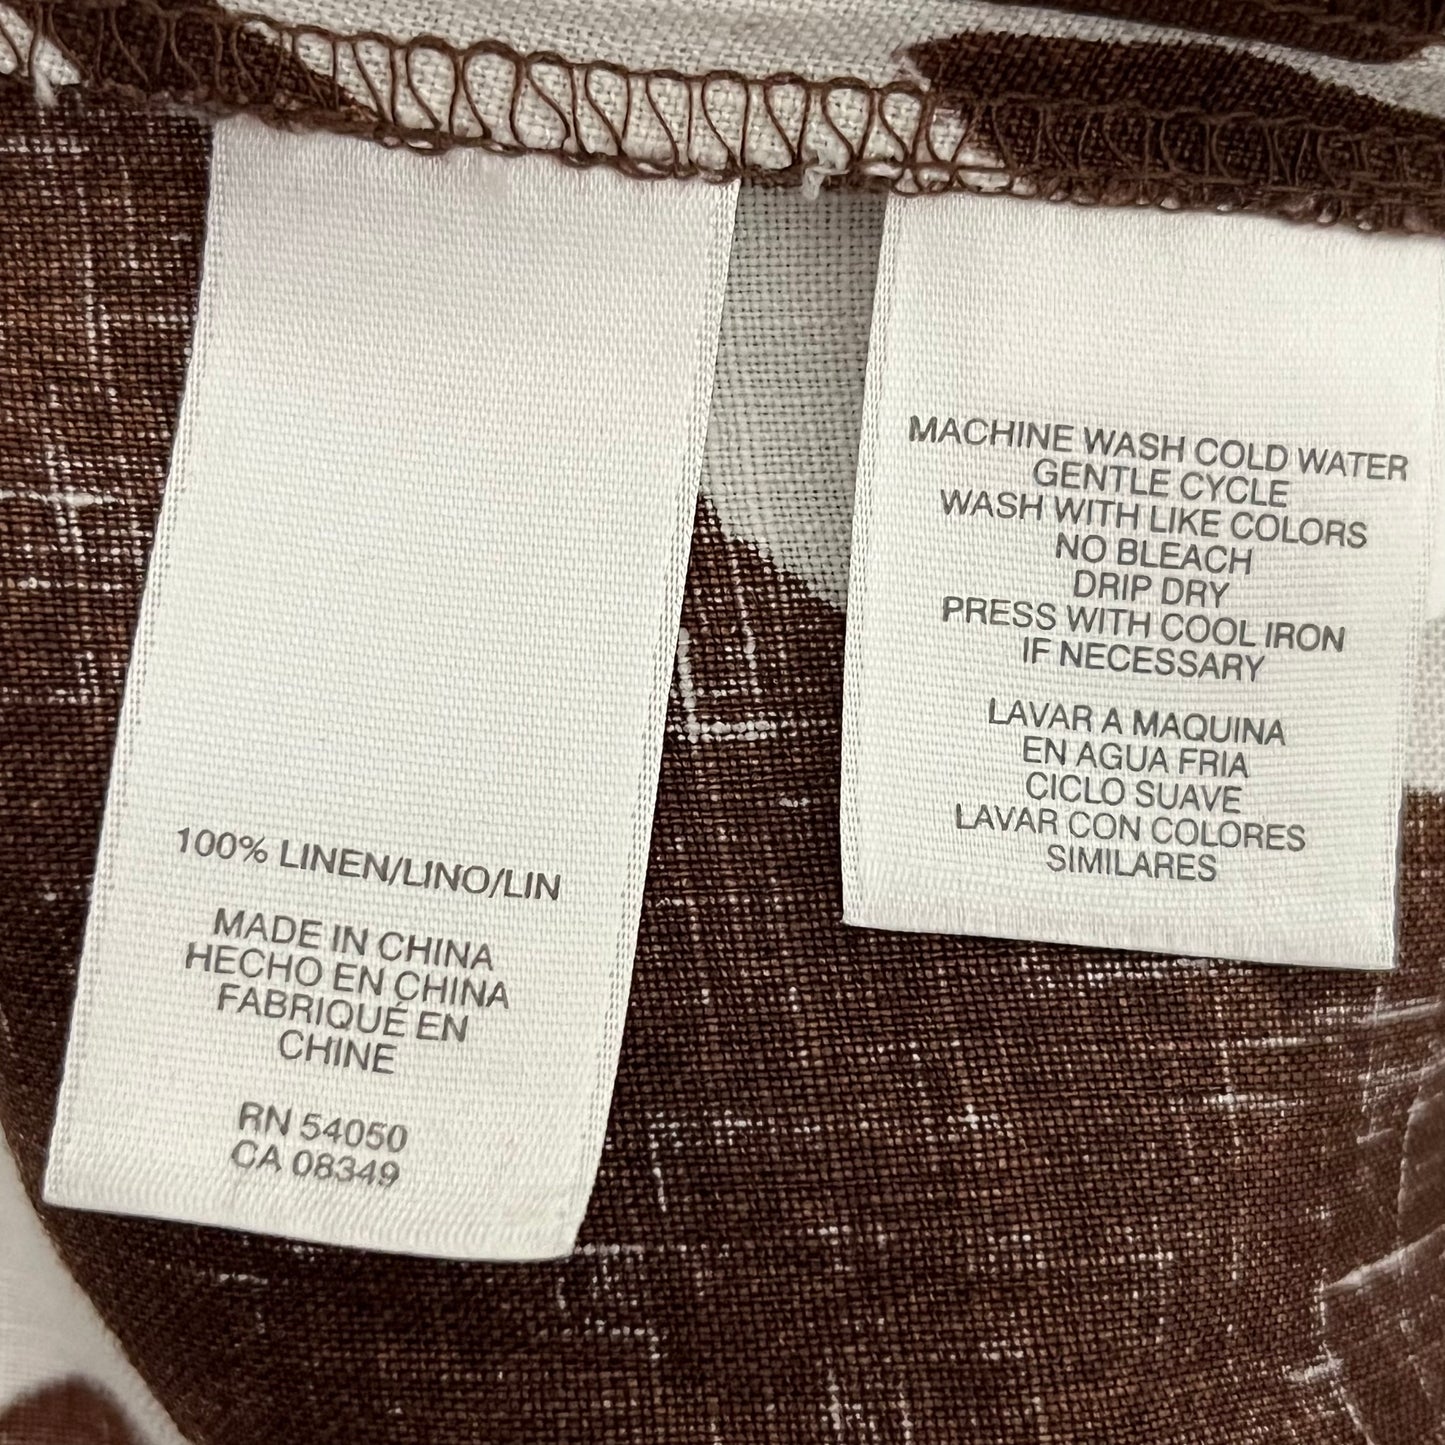 100% LINEN/LINO/LIN
MADE IN CHINA
HECHO EN CHINA
FABRIQUÉ EN
CHINE
RN 54050
CA 08349
MACHINE WASH COLD WATER
GENTLE CYCLE
WASH WITH LIKE COLORS
NO BLEACH
DRIP DRY
PRESS WITH COOL IRON
IF NECESSARY
LAVAR A MAQUINA
EN AGUA FRIA
CICLO SUAVE
LAVAR CON COLORES
SIMILARES